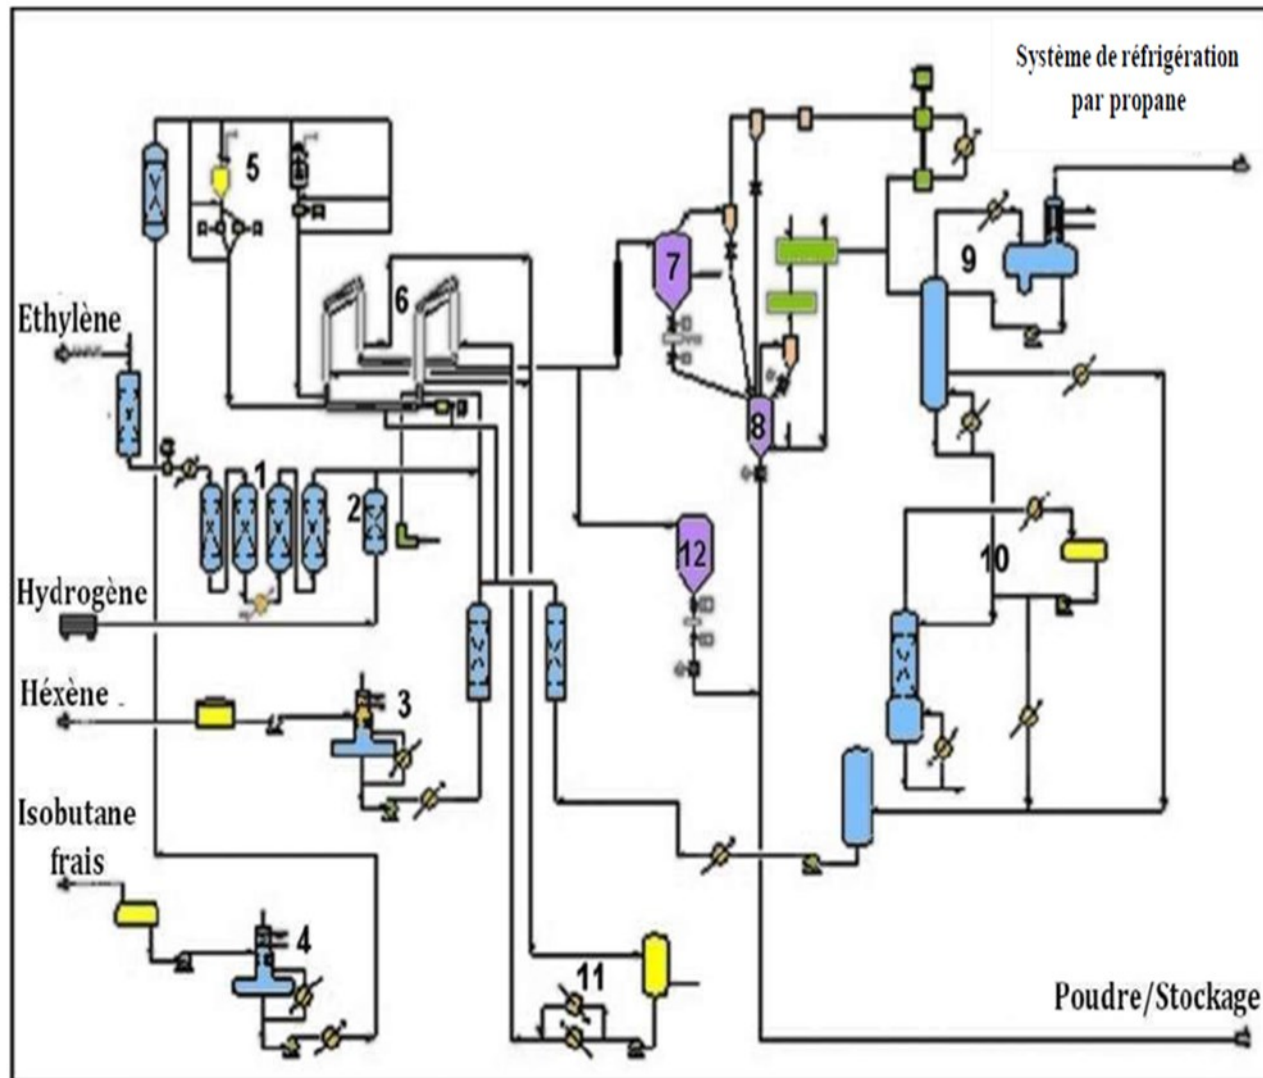 Système de réfrigération
par propane
5
9
7
6
Ethylène
8
1
2
12
10
Hydrogène
Héxène
3
Isobutane
frais
4
11
Poudre/Stockage